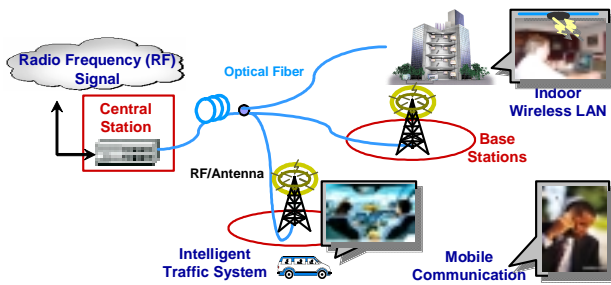 Radio Frequency (RF)
Signal
Optical Fiber
Central
Station
Indoor
Wireless LAN
Base
Stations
RF/Antenna
Intelligent
Traffic System
Mobile
Communication